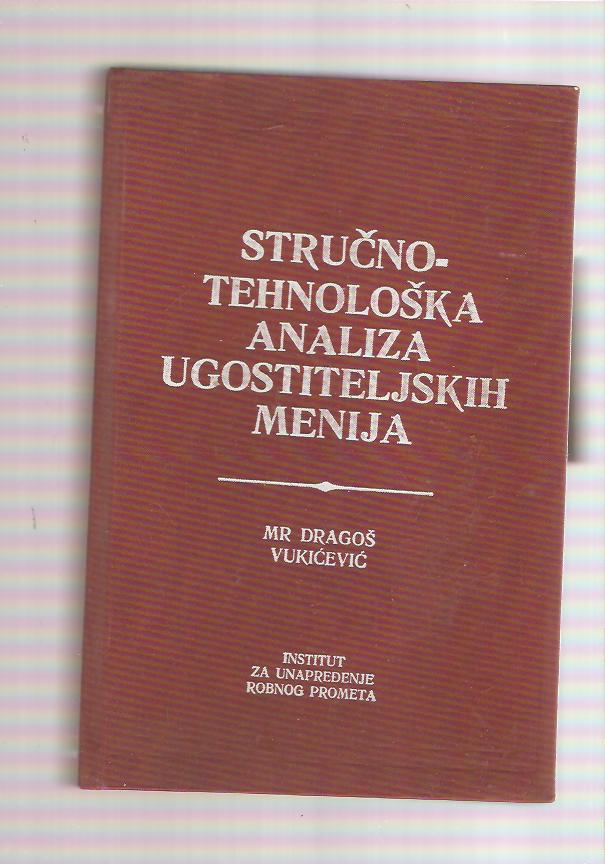 STRUČNO-
TEHNOLOŠKA
ANALIZA
UGOSTITELJSKIH
MENIJA
MR DRAGOŠ
VUKIĆEVIĆ
INSTITUT
ZA UNAPREĐENJE
ROBNOG PROMETA